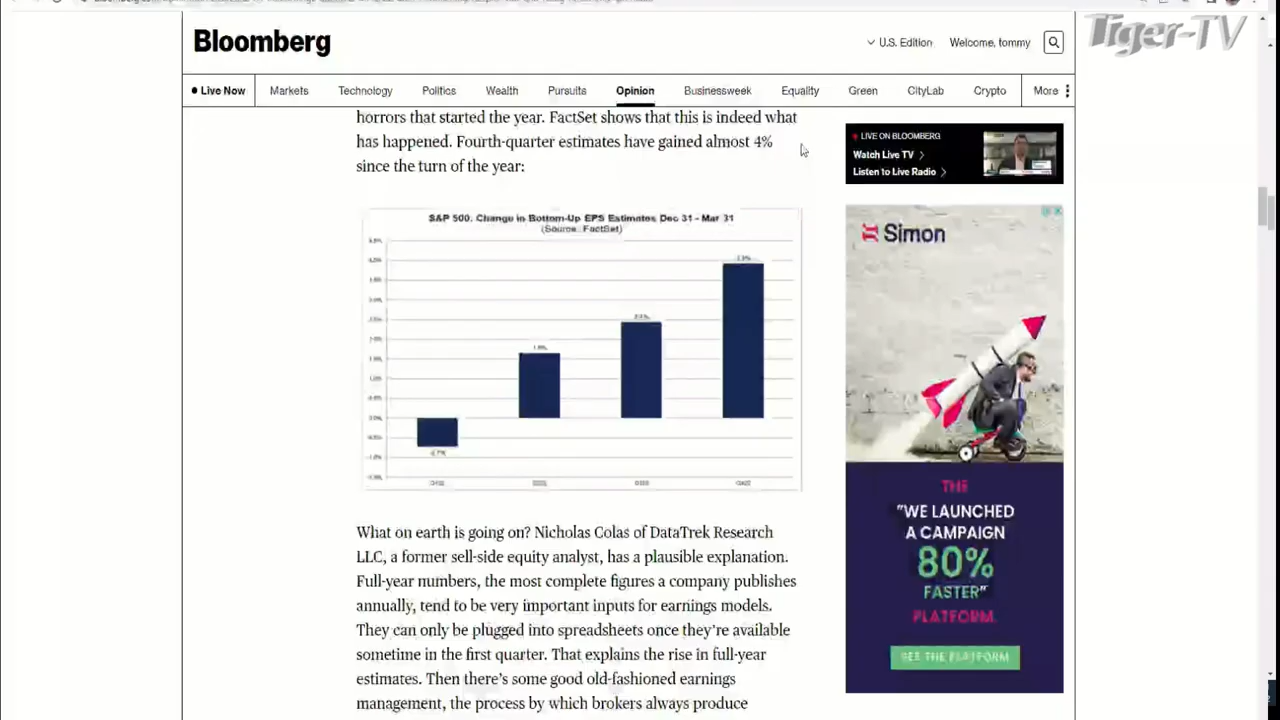 Tiger-TV
Bloomberg
U.S. Edition
Welcome, tommy
Live Now
Markets
Technology
Politics
Wealth
Pursuits
Opinion
Businessweek
Equality
Green
CityLab
Crypto
More
horrors that started the year. FactSet shows that this is indeed what
has happened. Fourth-quarter estimates have gained almost 4%
since the turn of the year:
S&P 500. Change in Bottom-Up EPS Estimates Dec 31 - Mar 31
(Source: FactSet)
What on earth is going on? Nicholas Colas of DataTrek Research
LLC, a former sell-side equity analyst, has a plausible explanation.
Full-year numbers, the most complete figures a company publishes
annually, tend to be very important inputs for earnings models.
They can only be plugged into spreadsheets once they're available
sometime in the first quarter. That explains the rise in full-year
estimates. Then there's some good old-fashioned earnings
management, the process by which brokers always produce
LIVE ON BLOOMBERG
Watch Live TV
Listen to Live Radio
Simon
THE
"WE LAUNCHED
A CAMPAIGN
80%
FASTER"
PLATFORM.
SEE THE PLATFORM